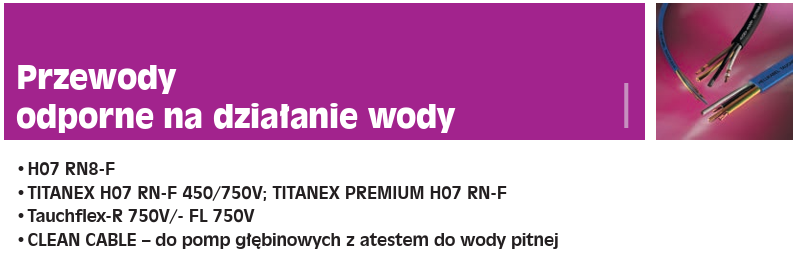 Przewody
odporne na działanie wody
• H07 RN8-F
• TITANEX H07 RN-F 450/750V; TITANEX PREMIUM H07 RN-F
• Tauchflex-R 750V/- FL 750V
• CLEAN CABLE – do pomp głębinowych z atestem do wody pitnej